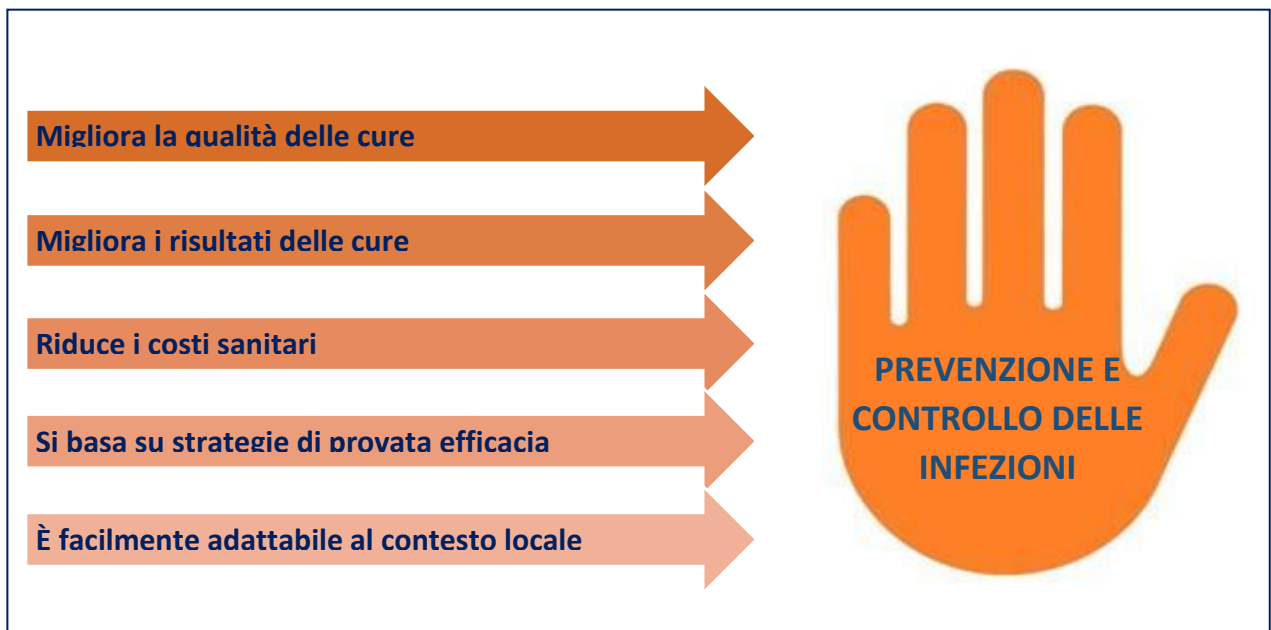 Migliora la qualità delle cure
Migliora i risultati delle cure
Riduce i costi sanitari
Si basa su strategie di provata efficacia
È facilmente adattabile al contesto locale
PREVENZIONE E
CONTROLLO DELLE
INFEZIONI